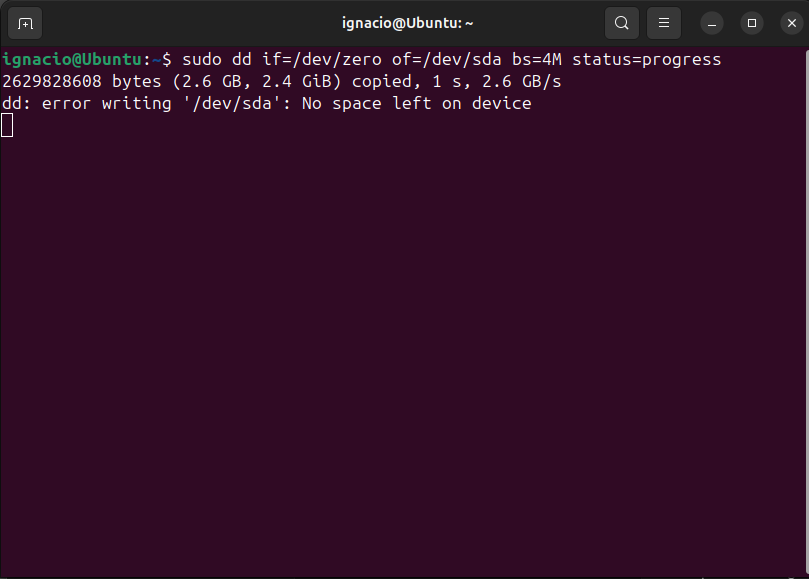 ignacio@Ubuntu: ~
ignacio@Ubuntu:~$ sudo dd if=/dev/zero of=/dev/sda bs=4M status=progress
2629828608 bytes (2.6 GB, 2.4 GiB) copied, 1 s, 2.6 GB/s
dd: error writing '/dev/sda': No space left on device